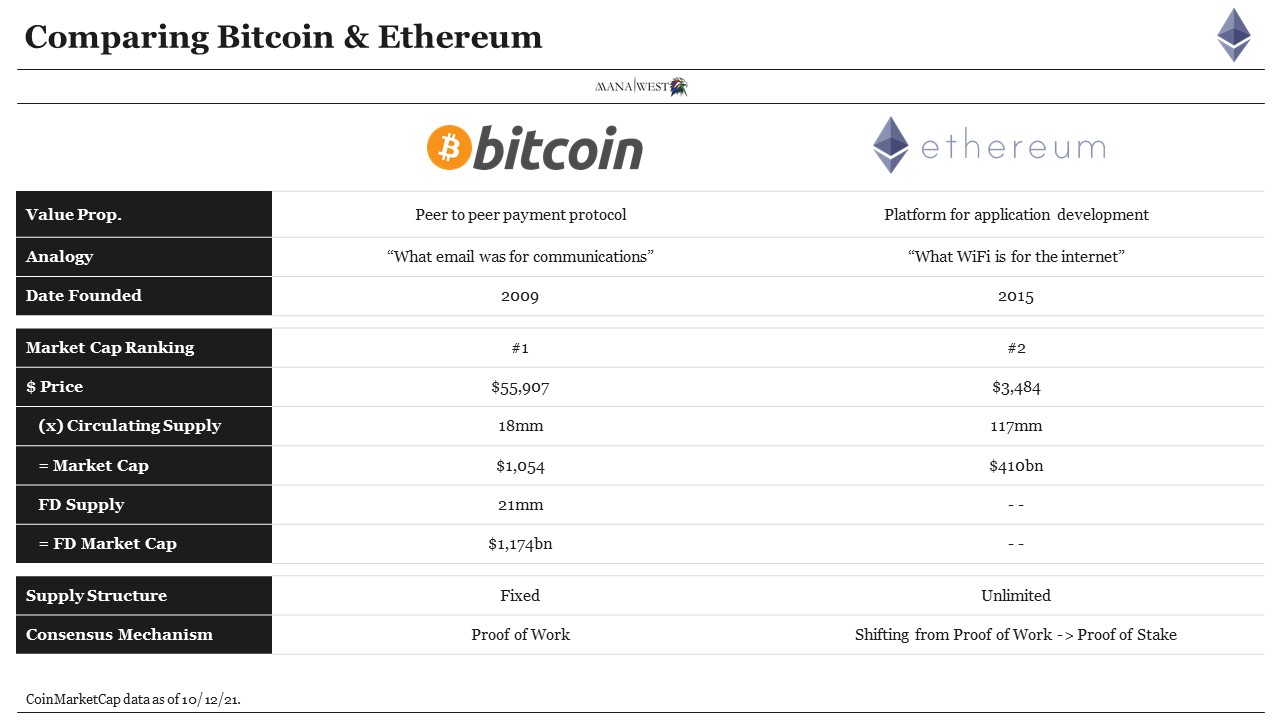 Comparing Bitcoin & Ethereum
MANA|WEST
bitcoin
ethereum
Value Prop. Peer to peer payment protocol Platform for application development
Analogy “What email was for communications” “What WiFi is for the internet”
Date Founded 2009 2015
Market Cap Ranking #1 #2
$ Price $55,907 $3,484
(x) Circulating Supply 18mm 117mm
= Market Cap $1,054 $410bn
FD Supply 21mm - -
= FD Market Cap $1,174bn - -
Supply Structure Fixed Unlimited
Consensus Mechanism Proof of Work Shifting from Proof of Work -> Proof of Stake
CoinMarketCap data as of 10/12/21.